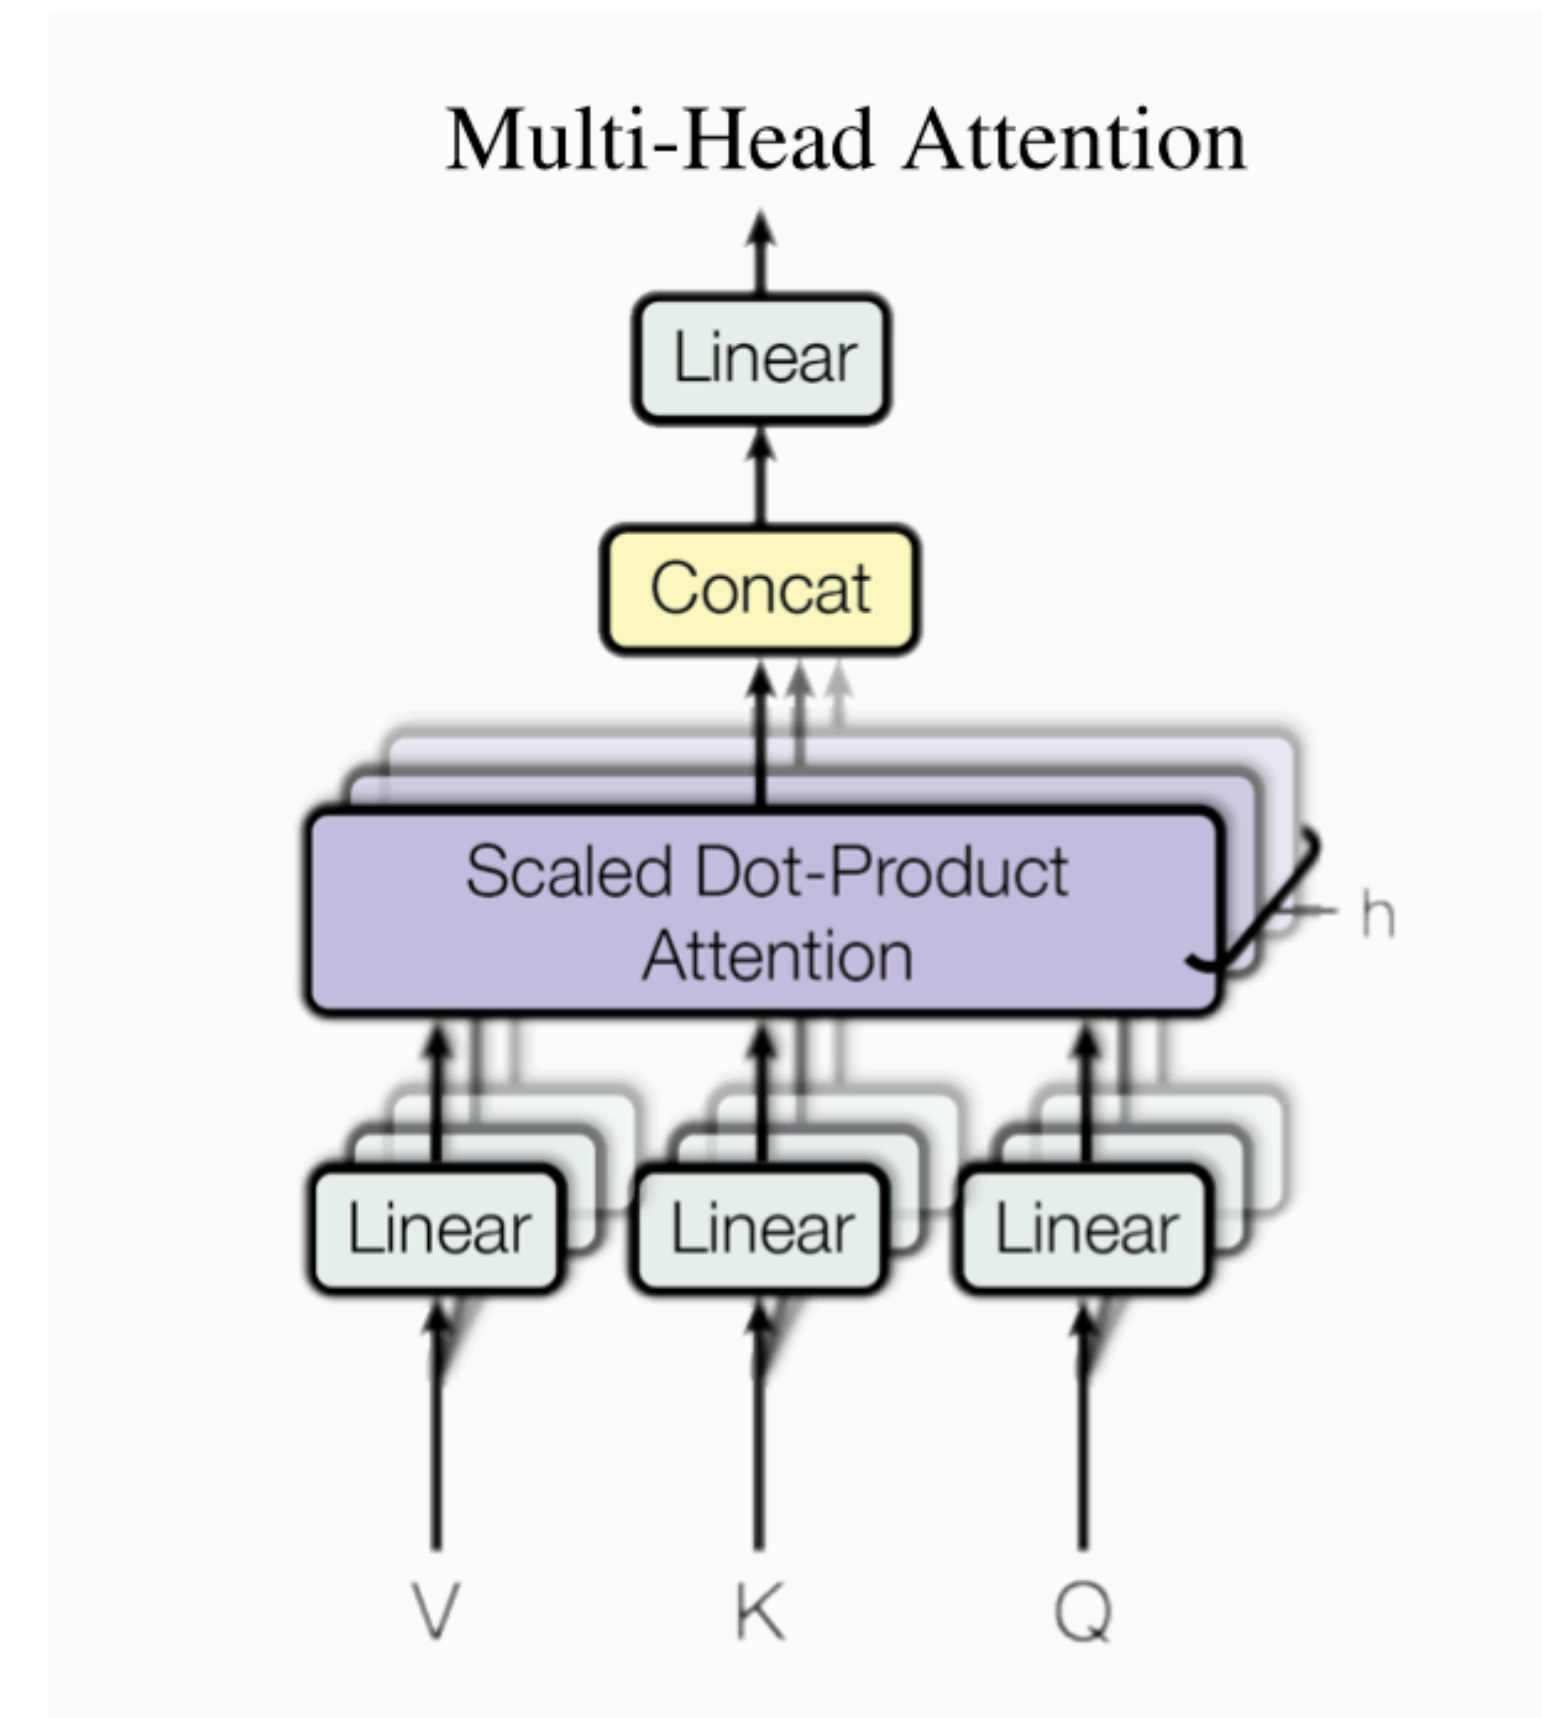 Multi-Head Attention
Linear
Concat
Scaled Dot-Product
Attention
h
Linear Linear Linear
V K Q